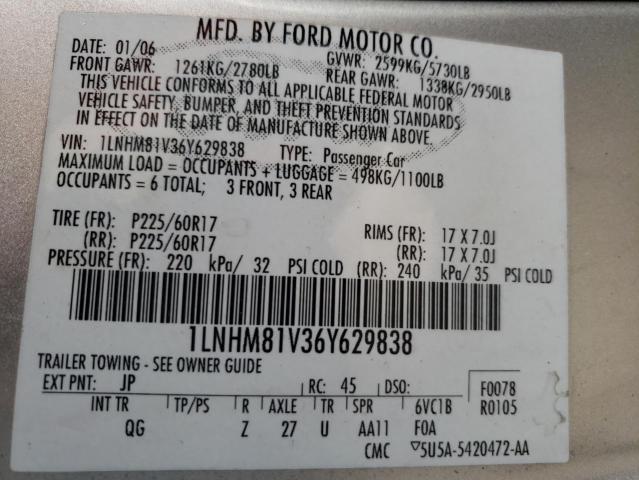 MFD. BY FORD MOTOR CO.
DATE: 01/06 GVWR: 2599KG/5730LB
FRONT GAWR: 1261KG/2780LB REAR GAWR: 1338KG/2950LB
THIS VEHICLE CONFORMS TO ALL APPLICABLE FEDERAL MOTOR
VEHICLE SAFETY, BUMPER, AND THEFT PREVENTION STANDARDS
IN EFFECT ON THE DATE OF MANUFACTURE SHOWN ABOVE.
VIN: 1LNHM81V36Y629838 TYPE: Passenger Car
MAXIMUM LOAD = OCCUPANTS + LUGGAGE = 498KG/1100LB
OCCUPANTS = 6 TOTAL; 3 FRONT, 3 REAR
TIRE (FR): P225/60R17 RIMS (FR): 17 X 7.0J
(RR): P225/60R17 (RR): 17 X 7.0J
PRESSURE (FR): 220 kPa/ 32 PSI COLD (RR): 240 kPa/ 35 PSI COLD
1LNHM81V36Y629838
TRAILER TOWING - SEE OWNER GUIDE
EXT PNT: JP RC: 45 DSO: F0078
INT TR TP/PS R AXLE TR SPR 6VC1B R0105
QG Z 27 U AA11 F0A
CMC ▽5U5A-5420472-AA